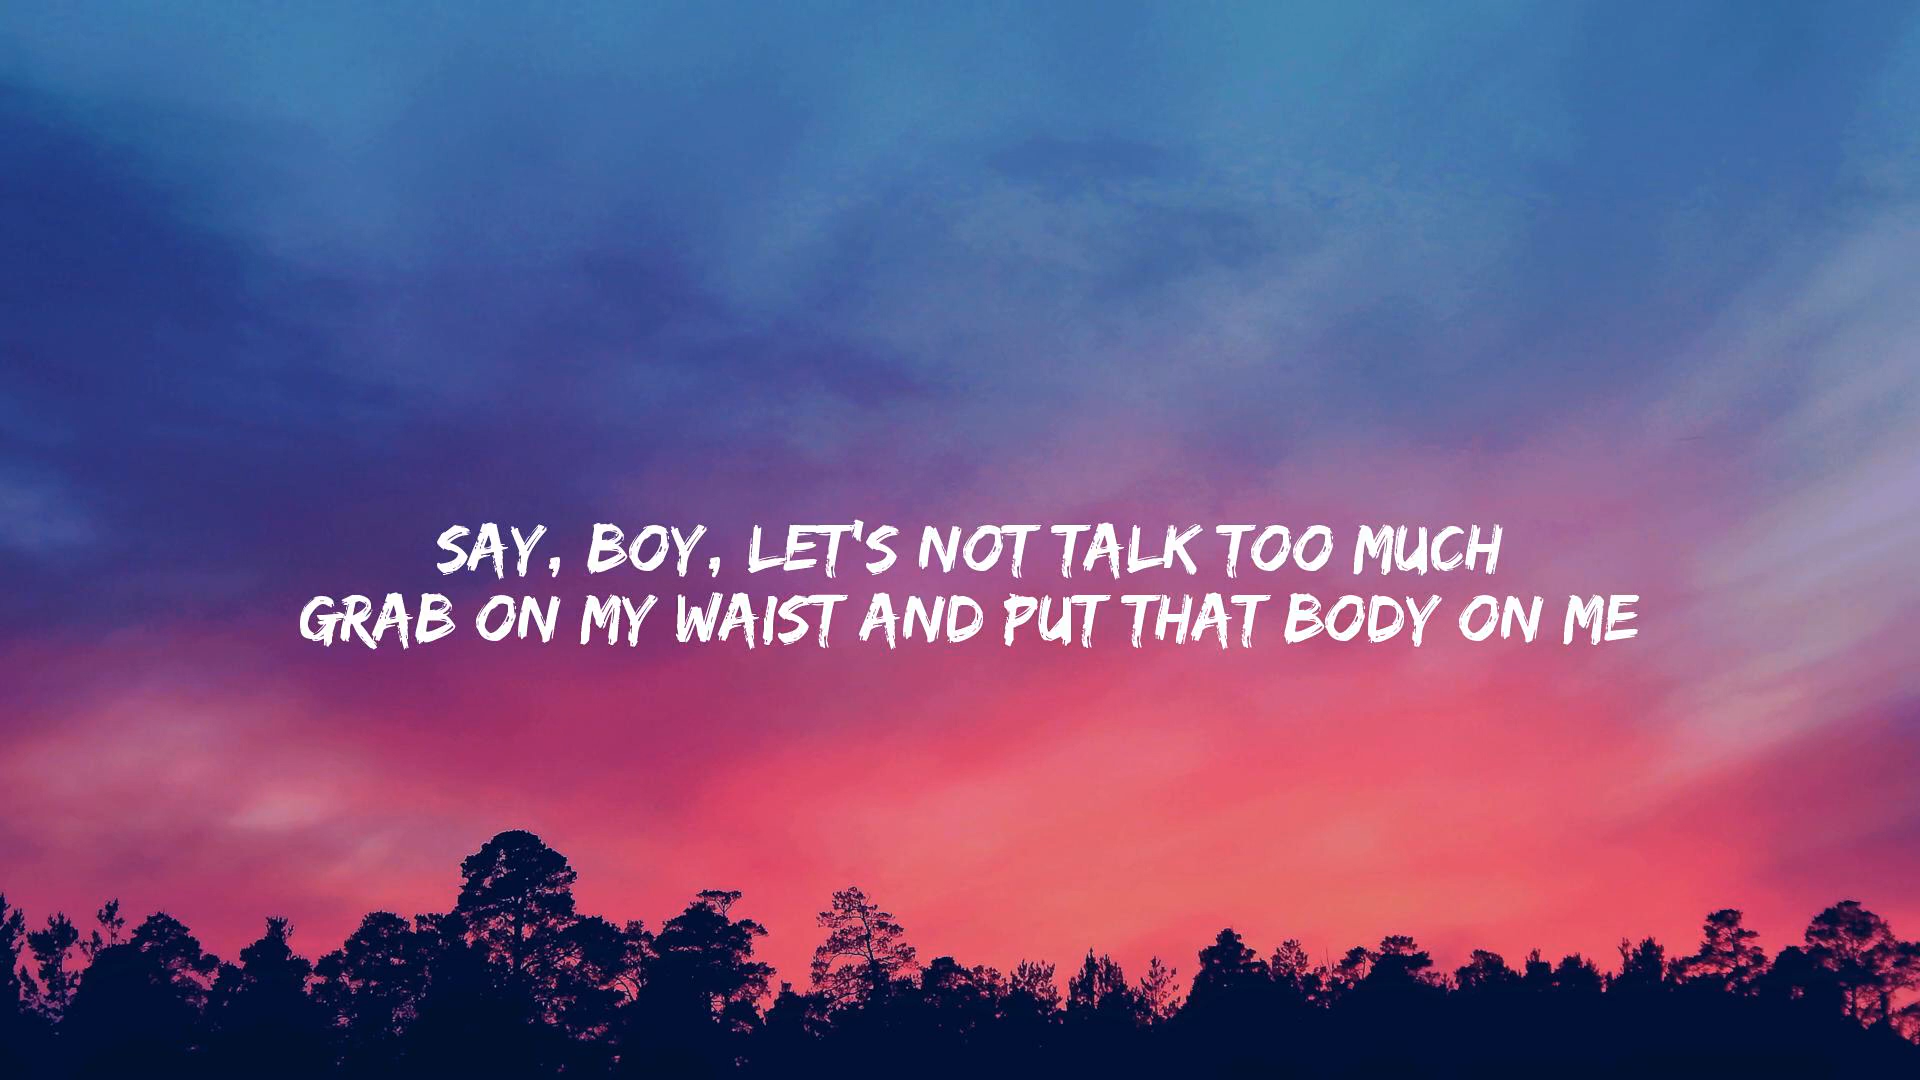 SAY, BOY, LET'S NOT TALK TOO MUCH
GRAB ON MY WAIST AND PUT THAT BODY ON ME